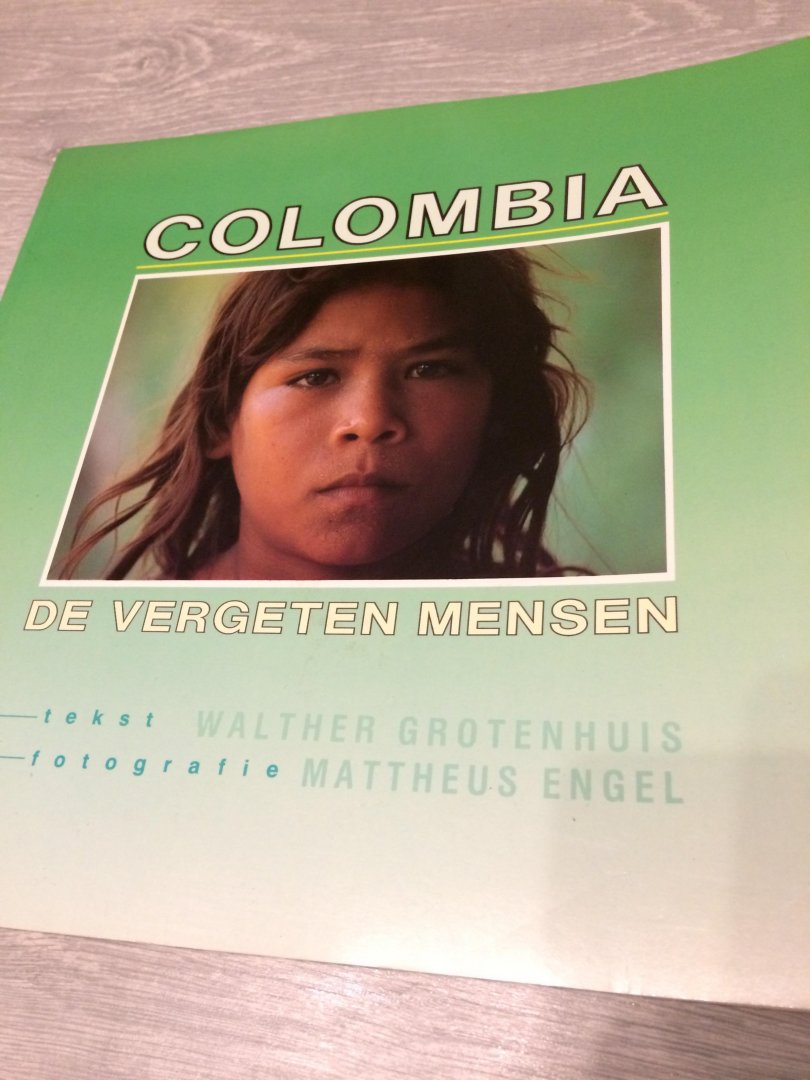 COLOMBIA
DE VERGETEN MENSEN
tekst WALTHER GROTENHUIS
fotografie MATTHEUS ENGEL